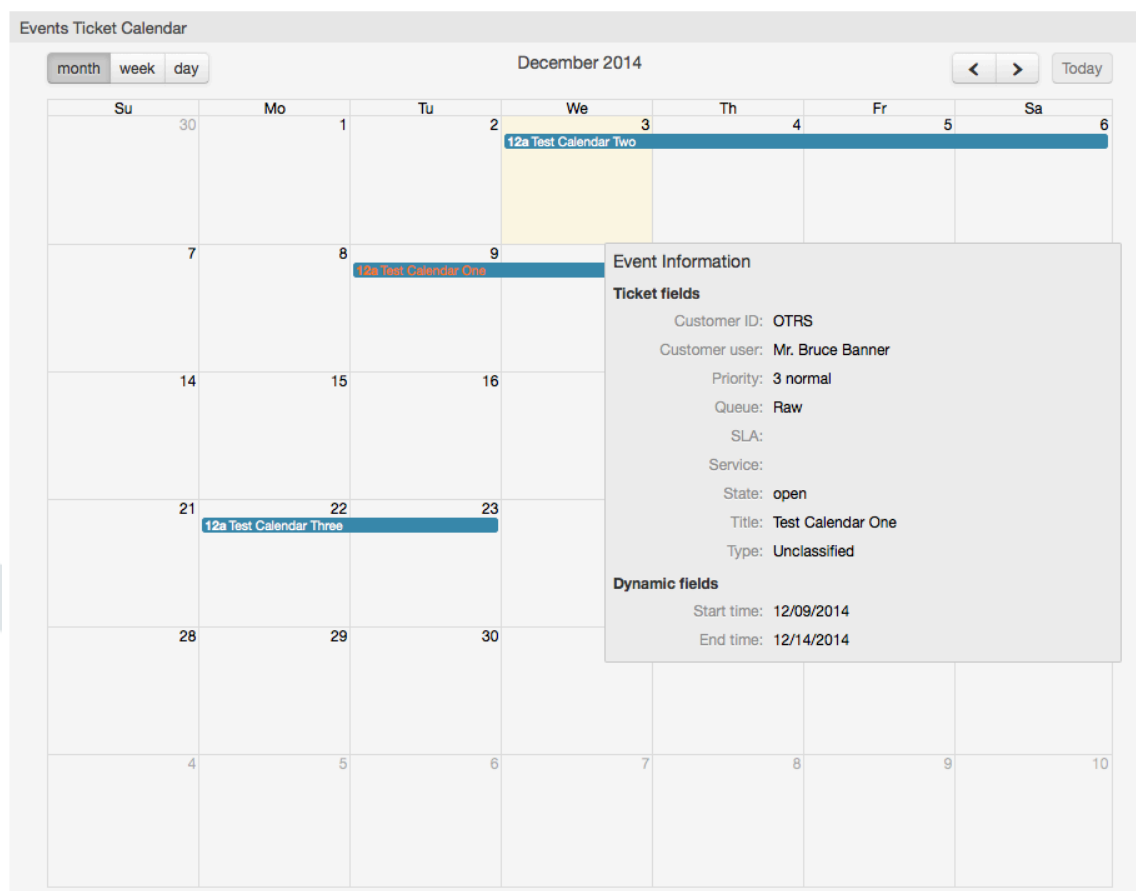 Events Ticket Calendar
month week day December 2014 < > Today
Su Mo Tu We Th Fr Sa
30 1 2 3 4 5 6
12a Test Calendar Two
7 8 9
12a Test Calendar One
Event Information
Ticket fields
Customer ID: OTRS
Customer user: Mr. Bruce Banner
Priority: 3 normal
14 15 16
Queue: Raw
SLA:
Service:
State: open
21 22 23
12a Test Calendar Three
Title: Test Calendar One
Type: Unclassified
Dynamic fields
Start time: 12/09/2014
End time: 12/14/2014
28 29 30
4 5 6 7 8 9 10